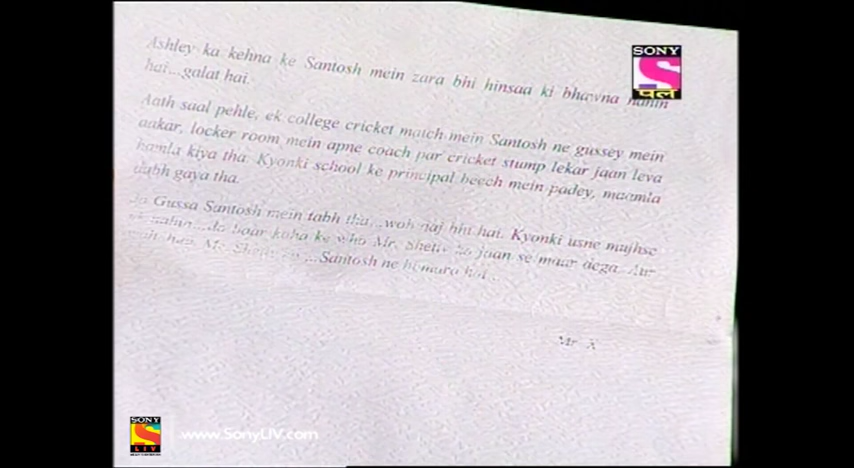 Ashley ka kehna ke Santosh mein zara bhi hinsaa ki bhawna nahin
hai...galat hai.
Aath saal pehle, ek college cricket match mein Santosh ne gussey mein
aakar, locker room mein apne coach par cricket stump lekar jaan leva
hamla kiya tha. Kyonki school ke principal beech mein padey, maamla
dabh gaya tha.
Gussa Santosh mein tabh tha...woh aaj bhi hai. Kyonki usne mujhse
baar kaha ke who Mr. Shetty ko jaan se maar dega. Aur
Mr. ...Santosh ne
Mr. X
SONY
पल
SONY
LIV
www.SonyLIV.com